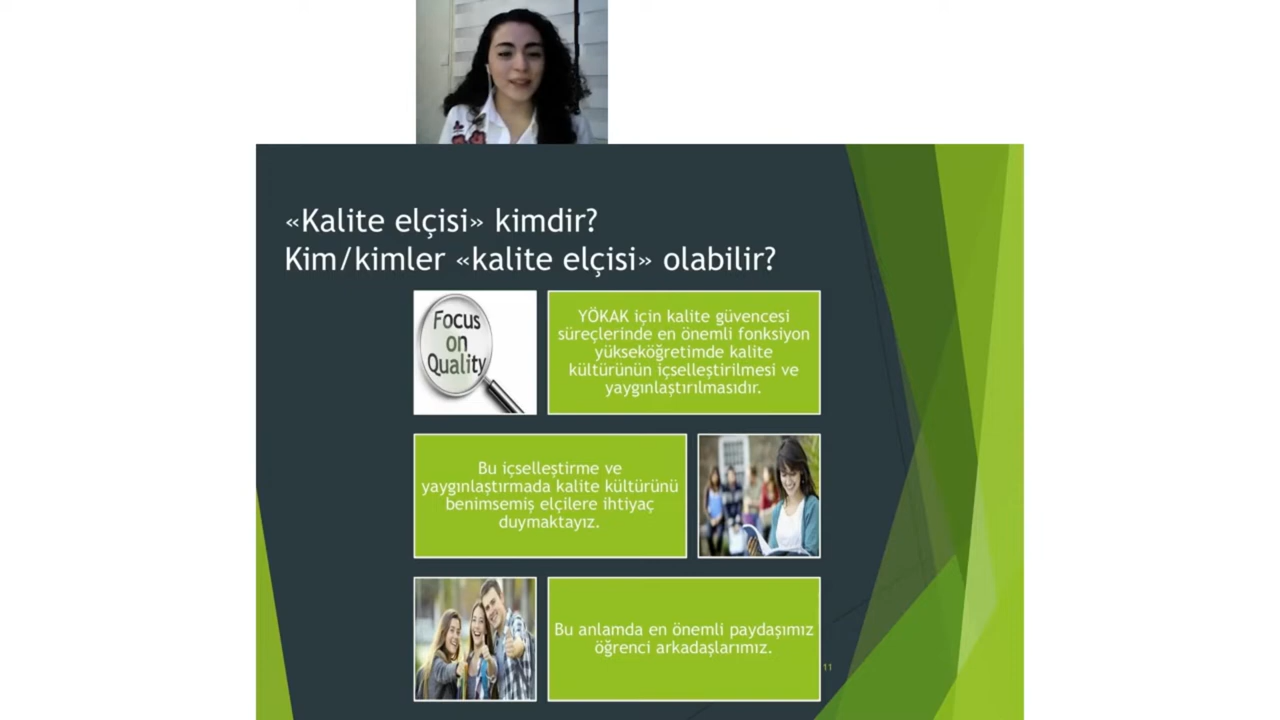 «Kalite elçisi» kimdir?
Kim/kimler «kalite elçisi» olabilir?
Focus
on
Quality
YÖKAK için kalite güvencesi
süreçlerinde en önemli fonksiyon
yükseköğretimde kalite
kültürünün içselleştirilmesi ve
yaygınlaştırılmasıdır.
Bu içselleştirme ve
yaygınlaştırmada kalite kültürünü
benimsemiş elçilere ihtiyaç
duymaktayız.
Bu anlamda en önemli paydaşımız
öğrenci arkadaşlarımız.
11